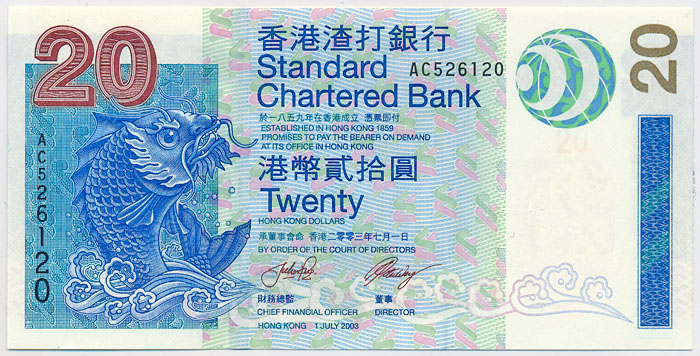 20
香港渣打銀行
Standard
Chartered Bank
AC526120
於一八五九年在香港成立 憑票即付
ESTABLISHED IN HONG KONG 1859
PROMISES TO PAY THE BEARER ON DEMAND
AT ITS OFFICE IN HONG KONG
港幣貳拾圓
Twenty
HONG KONG DOLLARS
承董事會命 香港二零零三年七月一日
BY ORDER OF THE COURT OF DIRECTORS
財務總監 董事
CHIEF FINANCIAL OFFICER DIRECTOR
HONG KONG 1 JULY 2003
AC526120
20
20